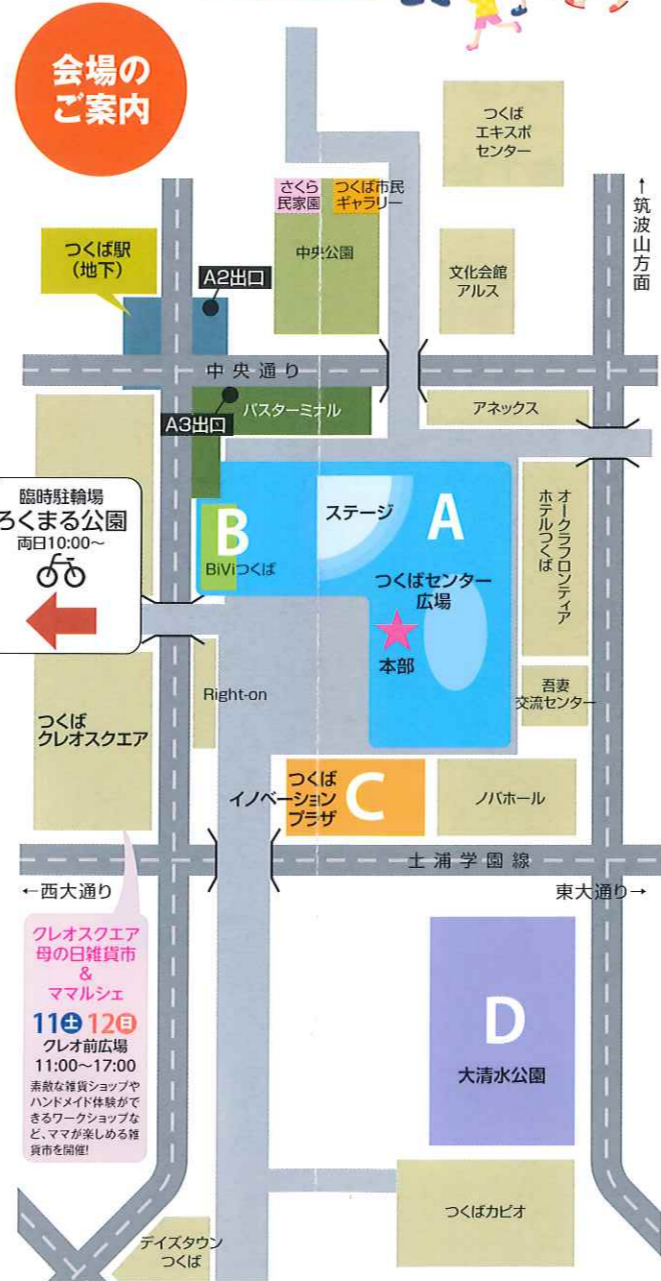 会場の
ご案内
つくば
エキスポ
センター
さくら
民家園
つくば市民
ギャラリー
中央公園
↑筑波山方面
つくば駅
(地下)
A2出口
文化会館
アルス
中央通り
A3出口
バスターミナル
アネックス
臨時駐輪場
ろくまる公園
両日10:00~
B
BiViつくば
ステージ
A
つくばセンター
広場
本部
オークラフロンティア
ホテルつくば
吾妻
交流センター
つくば
クレオスクエア
Right-on
つくば
イノベーション
プラザ
C
ノバホール
土浦学園線
←西大通り
東大通り→
クレオスクエア
母の日雑貨市
&
ママルシェ
11土 12日
クレオ前広場
11:00~17:00
素敵な雑貨ショップや
ハンドメイド体験がで
きるワークショップな
ど、ママが楽しめる雑
貨市を開催!
D
大清水公園
つくばカピオ
デイズタウン
つくば